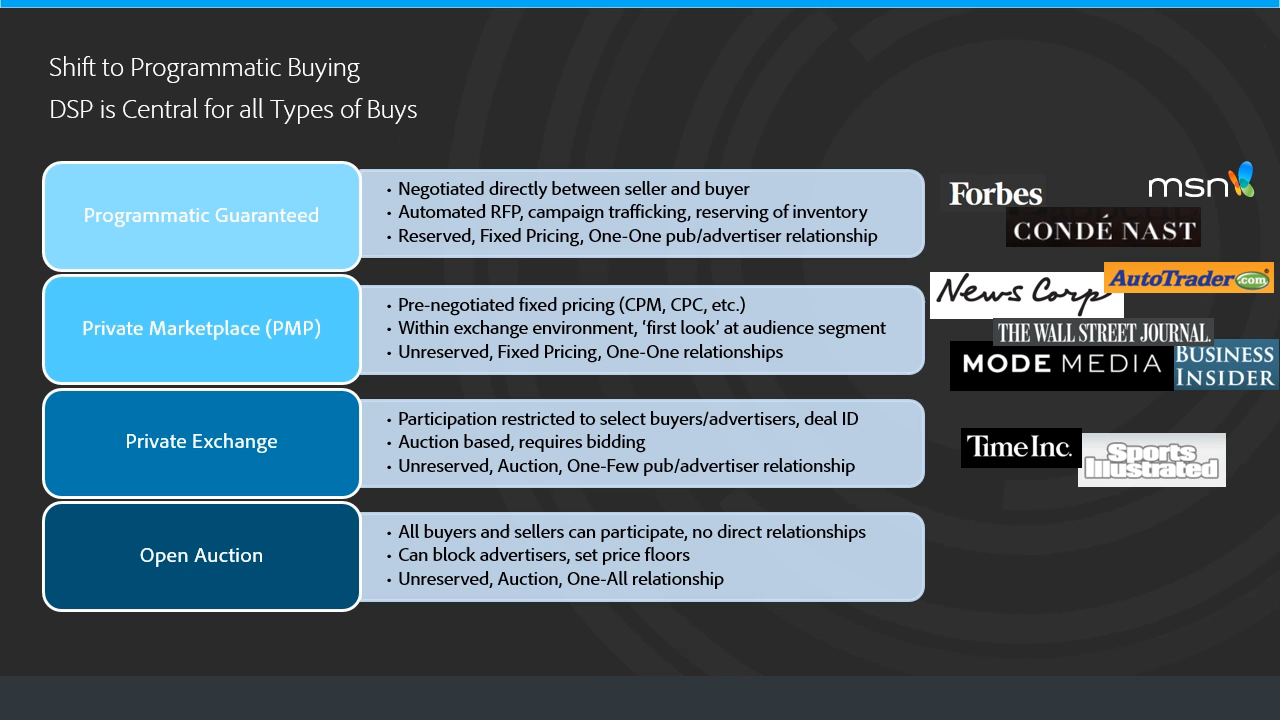 Shift to Programmatic Buying
DSP is Central for all Types of Buys
Programmatic Guaranteed
• Negotiated directly between seller and buyer
• Automated RFP, campaign trafficking, reserving of inventory
• Reserved, Fixed Pricing, One-One pub/advertiser relationship
Forbes
msn
CONDÉ NAST
Private Marketplace (PMP)
• Pre-negotiated fixed pricing (CPM, CPC, etc.)
• Within exchange environment, ‘first look’ at audience segment
• Unreserved, Fixed Pricing, One-One relationships
News Corp
AutoTrader.com
THE WALL STREET JOURNAL
MODE MEDIA
BUSINESS
INSIDER
Private Exchange
• Participation restricted to select buyers/advertisers, deal ID
• Auction based, requires bidding
• Unreserved, Auction, One-Few pub/advertiser relationship
Time Inc.
Sports
Illustrated
Open Auction
• All buyers and sellers can participate, no direct relationships
• Can block advertisers, set price floors
• Unreserved, Auction, One-All relationship